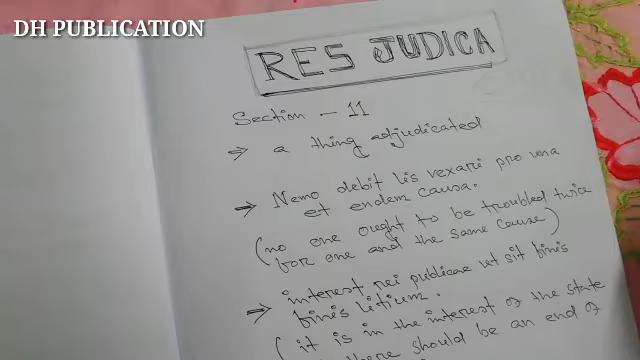 DH PUBLICATION
RES JUDICA
Section - 11
⇒ a thing adjudicated
⇒ Nemo debit lis vexari pro una
et endem causa.
(no one ought to be troubled twice
for one and the same cause)
⇒ interest rei publicae ut sit finis
finis litium.
(it is in the interest of the state
there should be an end of